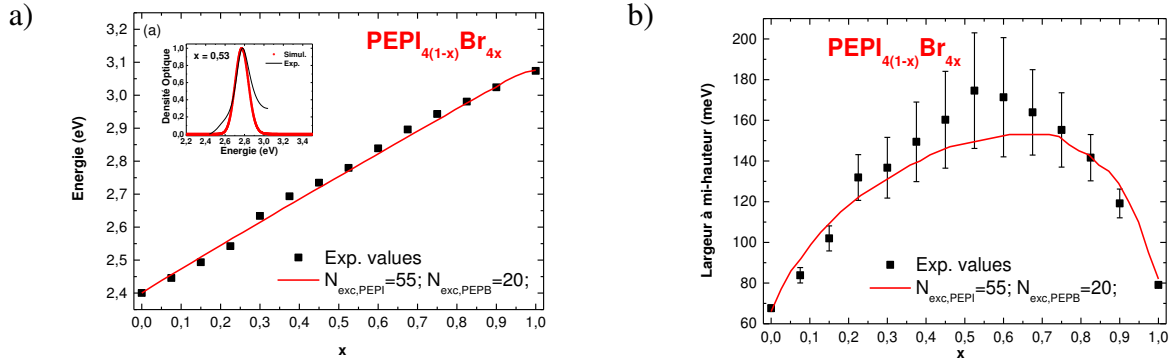 a)
(a)
PEPI4(1-x)Br4x
x = 0,53
Simul.
Exp.
Densité Optique
1,0
0,8
0,6
0,4
0,2
0,0
2,2 2,4 2,6 2,8 3,0 3,2 3,4
Energie (eV)
Energie (eV)
3,2
3,1
3,0
2,9
2,8
2,7
2,6
2,5
2,4
Exp. values
Nexc,PEPI=55; Nexc,PEPB=20;
0,0 0,1 0,2 0,3 0,4 0,5 0,6 0,7 0,8 0,9 1,0
x
b)
PEPI4(1-x)Br4x
Largeur à mi-hauteur (meV)
200
180
160
140
120
100
80
60
Exp. values
Nexc,PEPI=55; Nexc,PEPB=20;
0,0 0,1 0,2 0,3 0,4 0,5 0,6 0,7 0,8 0,9 1,0
x